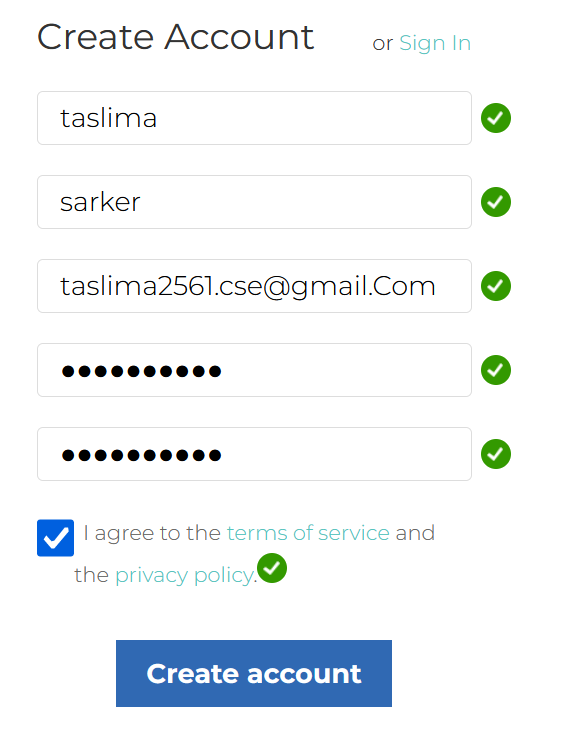 Create Account or Sign In
taslima
sarker
taslima2561.cse@gmail.Com
●●●●●●●●●●
●●●●●●●●●●
I agree to the terms of service and
the privacy policy.
Create account